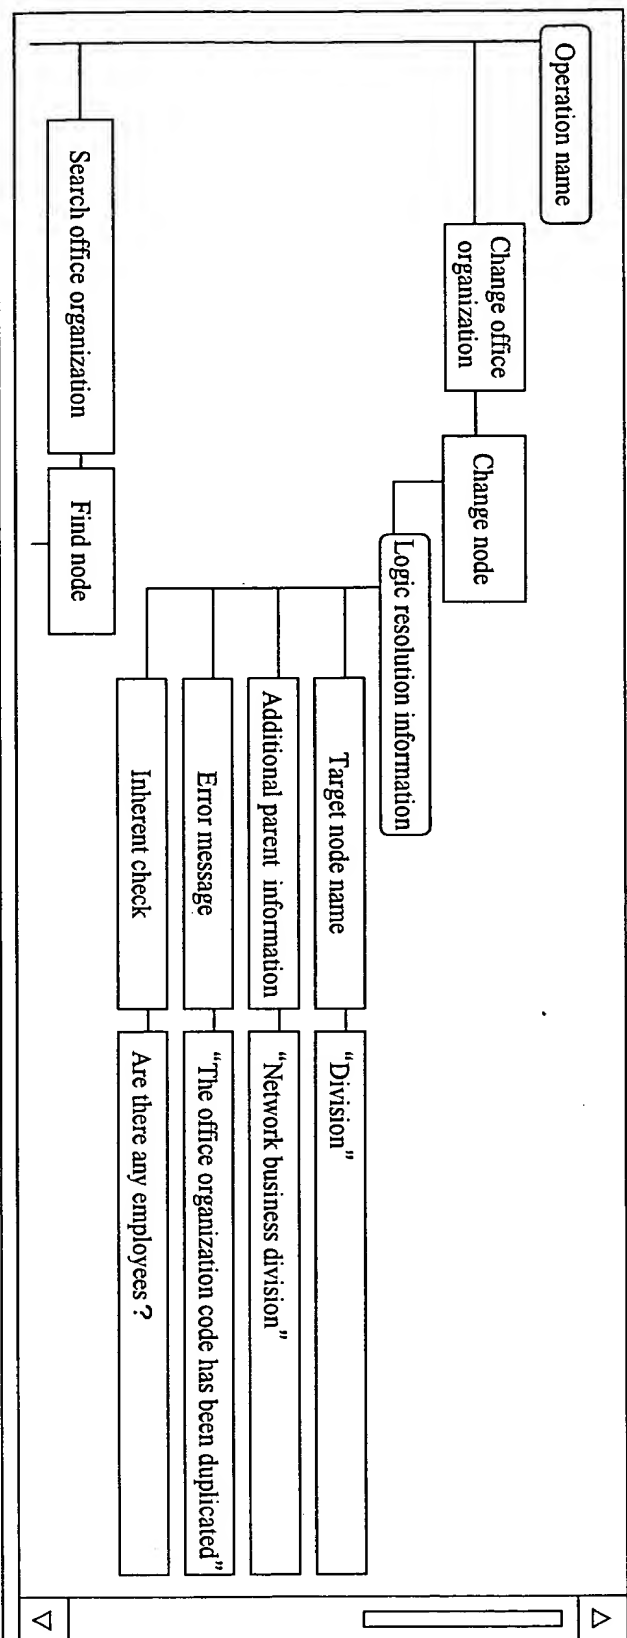 Operation name
Change office
organization
Change node
Logic resolution information
Target node name
“Division”
Additional parent information
“Network business division”
Error message
“The office organization code has been duplicated”
Inherent check
Are there any employees ?
Search office organization
Find node